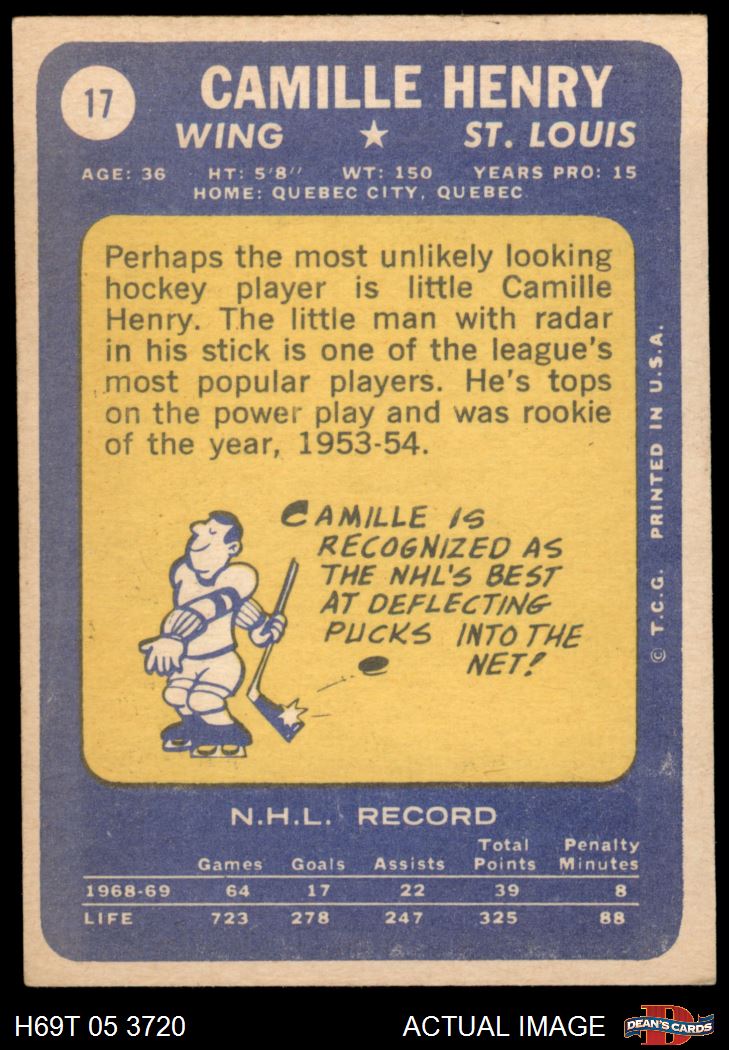 17
CAMILLE HENRY
WING ★ ST. LOUIS
AGE: 36 HT: 5'8" WT: 150 YEARS PRO: 15
HOME: QUEBEC CITY, QUEBEC
Perhaps the most unlikely looking
hockey player is little Camille
Henry. The little man with radar
in his stick is one of the league's
most popular players. He's tops
on the power play and was rookie
of the year, 1953-54.
CAMILLE IS
RECOGNIZED AS
THE NHL'S BEST
AT DEFLECTING
PUCKS INTO THE
NET!
© T.C.G. PRINTED IN U.S.A.
N.H.L. RECORD
Games Goals Assists Total Points Penalty Minutes
1968-69 64 17 22 39 8
LIFE 723 278 247 325 88
H69T 05 3720 ACTUAL IMAGE
D
DEAN'S CARDS